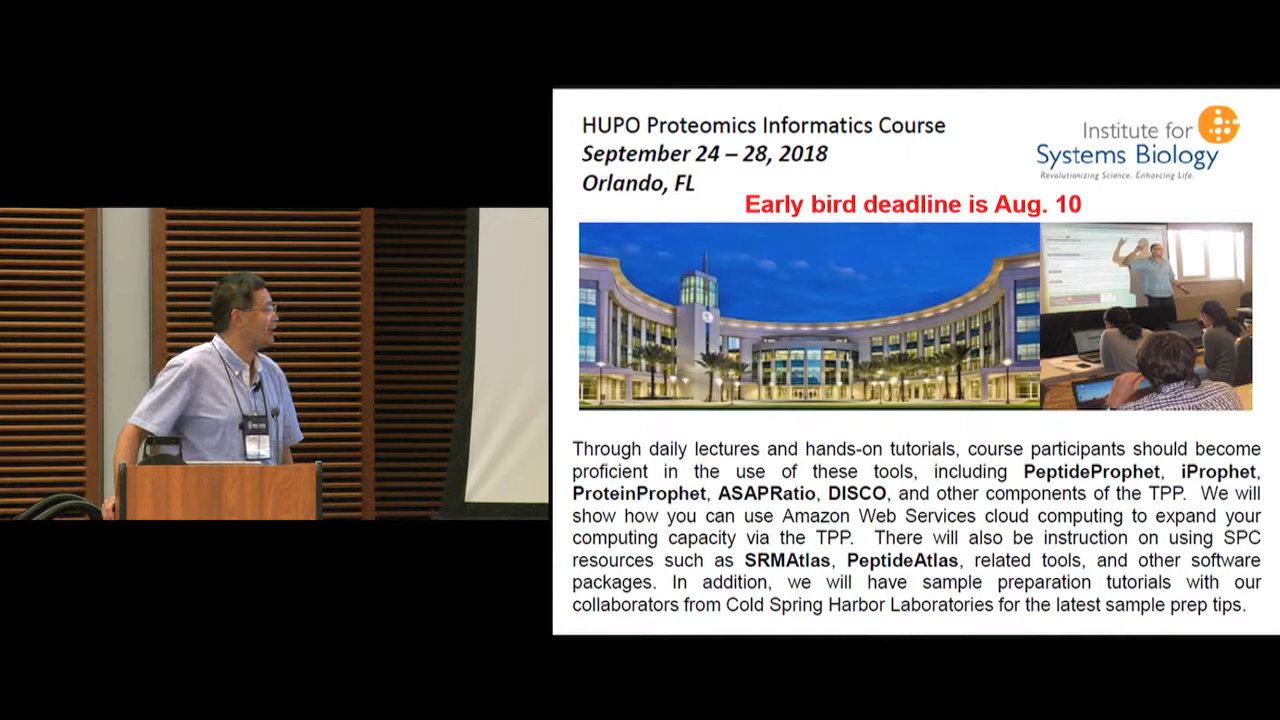 HUPO Proteomics Informatics Course
September 24 – 28, 2018
Orlando, FL
Institute for
Systems Biology
Revolutionizing Science. Enhancing Life.
Early bird deadline is Aug. 10
Through daily lectures and hands-on tutorials, course participants should become
proficient in the use of these tools, including PeptideProphet, iProphet,
ProteinProphet, ASAPRatio, DISCO, and other components of the TPP. We will
show how you can use Amazon Web Services cloud computing to expand your
computing capacity via the TPP. There will also be instruction on using SPC
resources such as SRMAtlas, PeptideAtlas, related tools, and other software
packages. In addition, we will have sample preparation tutorials with our
collaborators from Cold Spring Harbor Laboratories for the latest sample prep tips.